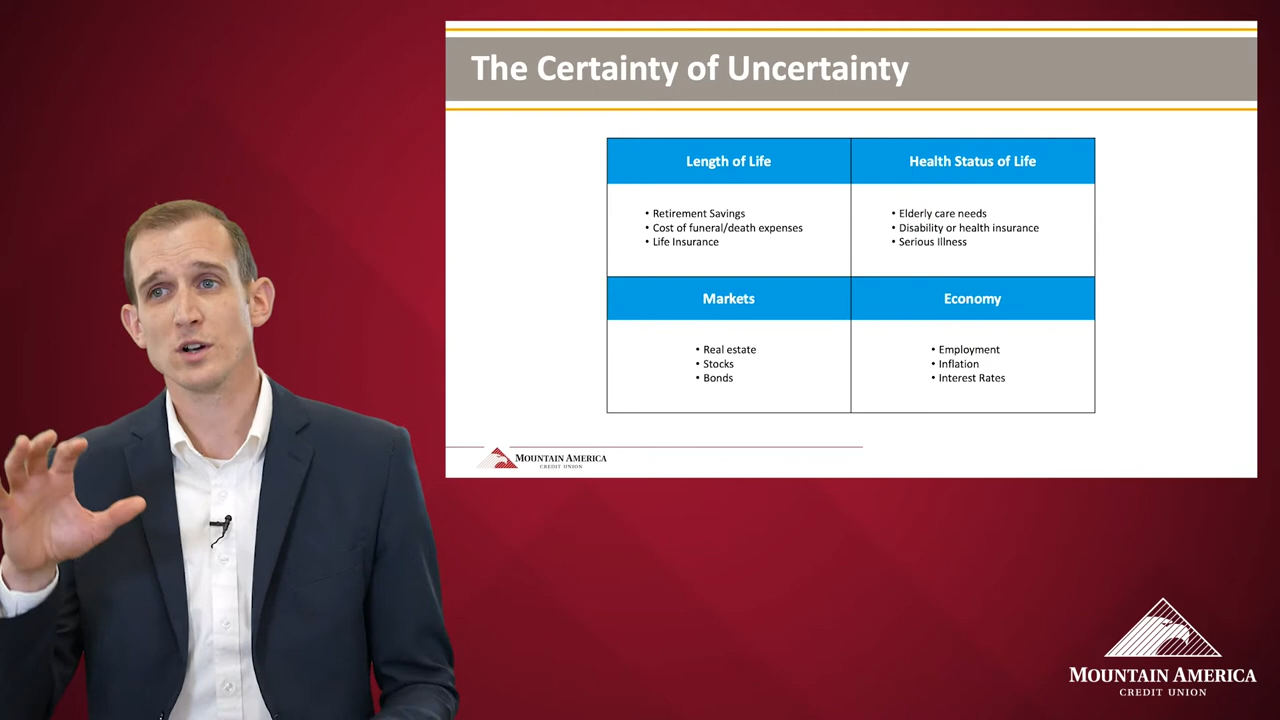 The Certainty of Uncertainty
Length of Life
Health Status of Life
• Retirement Savings
• Cost of funeral/death expenses
• Life Insurance
• Elderly care needs
• Disability or health insurance
• Serious Illness
Markets
Economy
• Real estate
• Stocks
• Bonds
• Employment
• Inflation
• Interest Rates
MOUNTAIN AMERICA
CREDIT UNION
MOUNTAIN AMERICA
CREDIT UNION